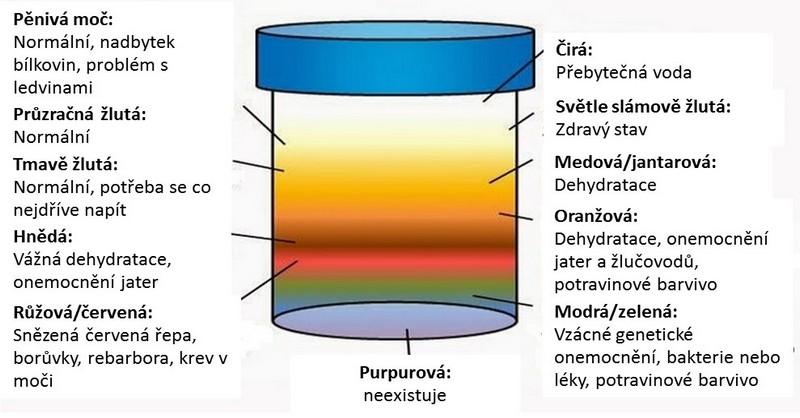 Pěnivá moč:
Normální, nadbytek
bílkovin, problém s
ledvinami
Průzračná žlutá:
Normální
Tmavě žlutá:
Normální, potřeba se co
nejdříve napít
Hnědá:
Vážná dehydratace,
onemocnění jater
Růžová/červená:
Snězená červená řepa,
borůvky, rebarbora, krev v
moči
Čirá:
Přebytečná voda
Světle slámově žlutá:
Zdravý stav
Medová/jantarová:
Dehydratace
Oranžová:
Dehydratace, onemocnění
jater a žlučovodů,
potravinové barvivo
Modrá/zelená:
Vzácné genetické
onemocnění, bakterie nebo
léky, potravinové barvivo
Purpurová:
neexistuje